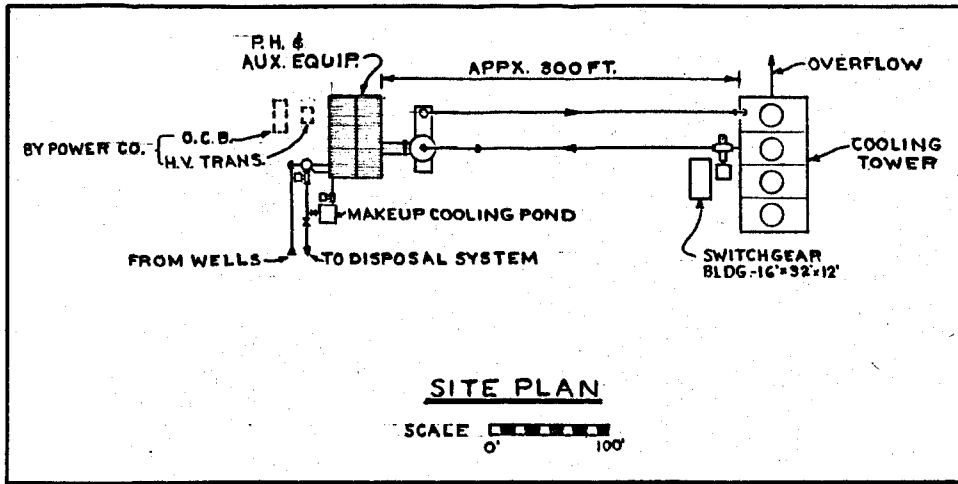 P.H. &
AUX. EQUIP.
APPX. 300 FT.
OVERFLOW
BY POWER CO.
O.C.B.
H.V. TRANS.
COOLING
TOWER
MAKEUP COOLING POND
FROM WELLS
TO DISPOSAL SYSTEM
SWITCHGEAR
BLDG.-16'x32'x12'
SITE PLAN
SCALE
0'
100'